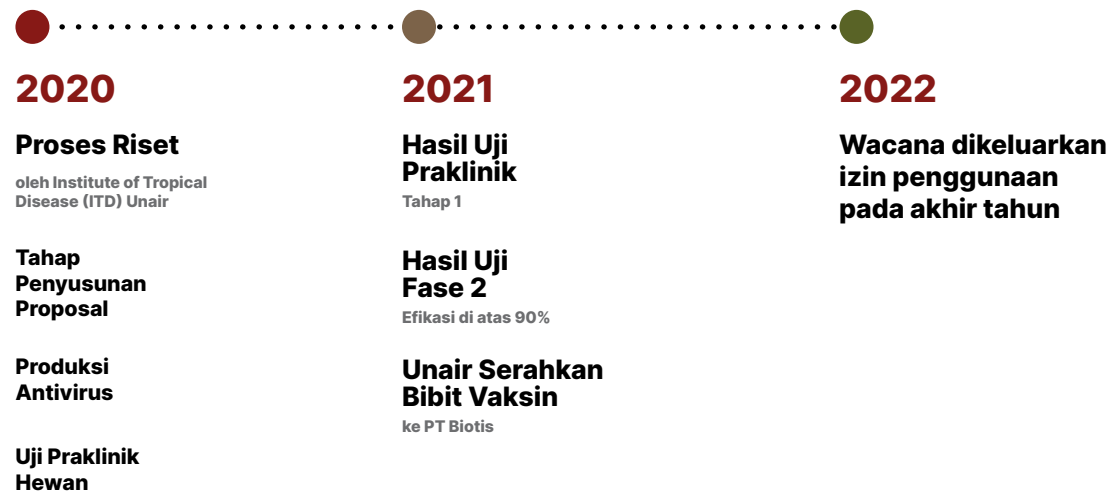 2020
Proses Riset
oleh Institute of Tropical
Disease (ITD) Unair
Tahap
Penyusunan
Proposal
Produksi
Antivirus
Uji Praklinik
Hewan
2021
Hasil Uji
Praklinik
Tahap 1
Hasil Uji
Fase 2
Efikasi di atas 90%
Unair Serahkan
Bibit Vaksin
ke PT Biotis
2022
Wacana dikeluarkan
izin penggunaan
pada akhir tahun